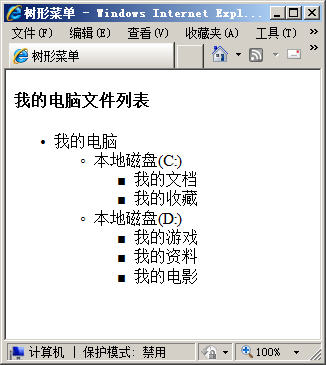 树形菜单 - Windows Internet Expl...
文件(F) 编辑(E) 查看(V) 收藏夹(A) 工具(T) »
树形菜单 »
我的电脑文件列表
我的电脑
本地磁盘(C:)
我的文档
我的收藏
本地磁盘(D:)
我的游戏
我的资料
我的电影
计算机 | 保护模式: 禁用 100%